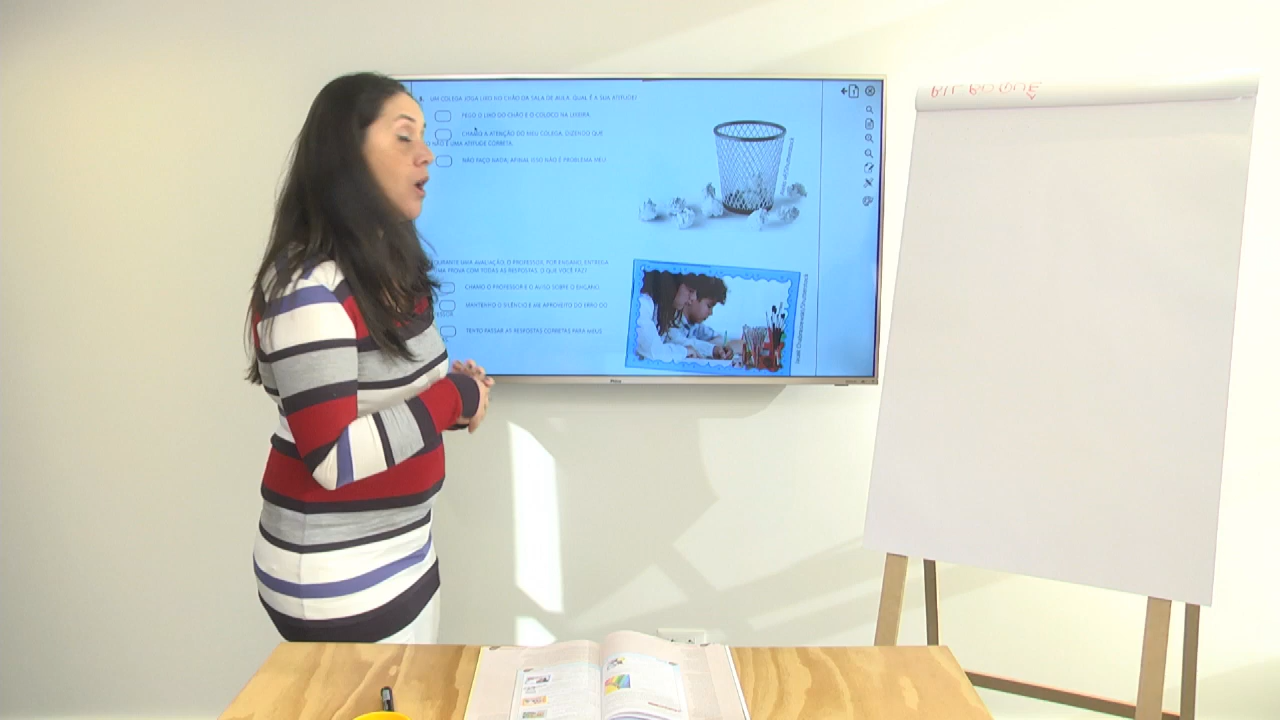 UM COLEGA JOGA LIXO NO CHÃO DA SALA DE AULA. QUAL É A SUA ATITUDE?
PEGO O LIXO DO CHÃO E O COLOCO NA LIXEIRA.
CHAMO A ATENÇÃO DO MEU COLEGA, DIZENDO QUE
UMA ATITUDE CORRETA.
NÃO FAÇO NADA, AFINAL ISSO NÃO É PROBLEMA MEU.
DURANTE UMA AVALIAÇÃO, O PROFESSOR, POR ENGANO, ENTREGA
UMA PROVA COM TODAS AS RESPOSTAS. O QUE VOCÊ FAZ?
CHAMO O PROFESSOR E O AVISO SOBRE O ENGANO.
MANTENHO O SILÊNCIO E ME APROVEITO DO ERRO DO
TENTO PASSAR AS RESPOSTAS CORRETAS PARA MEUS
Philco